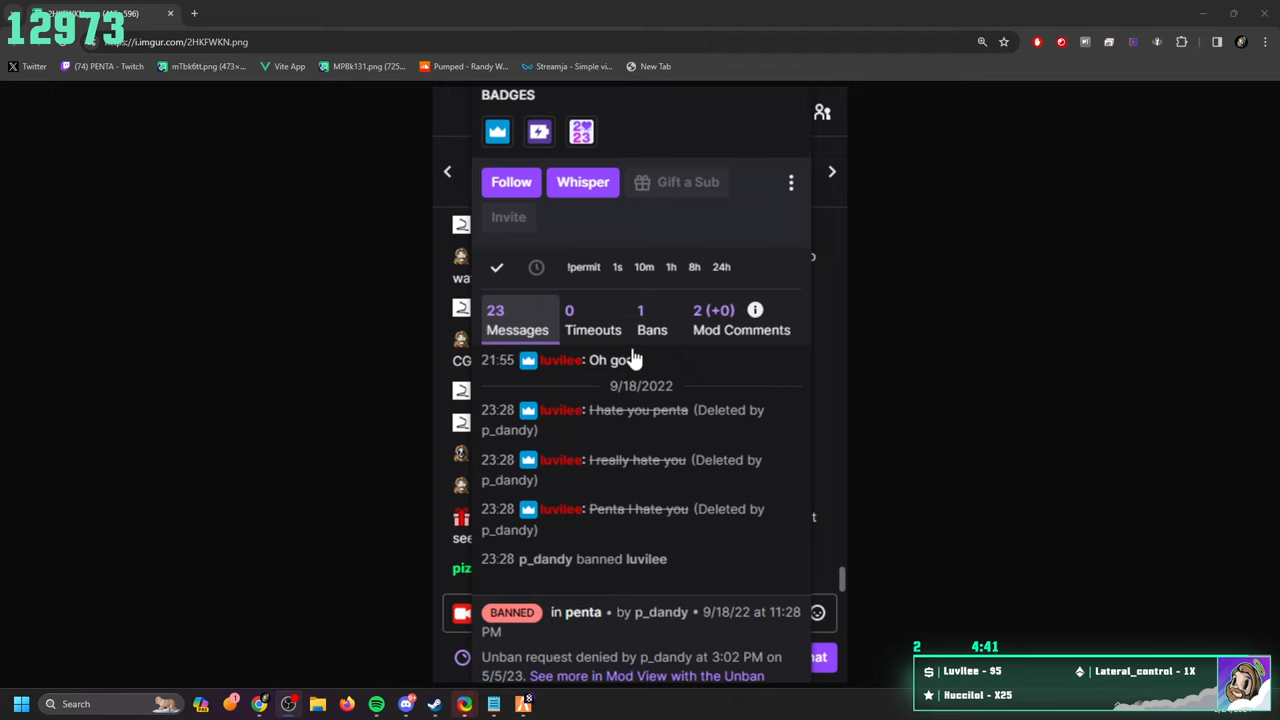 12973
https://i.imgur.com/2HKFWKN.png
Twitter
(74) PENTA - Twitch
mTbk6tt.png (473×...
Vite App
MPBk131.png (725...
Pumped - Randy W...
Streamja - Simple vi...
New Tab
BADGES
Follow
Whisper
Gift a Sub
Invite
!permit 1s 10m 1h 8h 24h
23 0 1 2 (+0)
Messages Timeouts Bans Mod Comments
wa
CG
see
piz
21:55 luvilee: Oh
9/18/2022
23:28 luvilee: I hate you penta (Deleted by
p_dandy)
23:28 luvilee: I really hate you (Deleted by
p_dandy)
23:28 luvilee: Penta I hate you (Deleted by
p_dandy)
23:28 p_dandy banned luvilee
BANNED in penta • by p_dandy • 9/18/22 at 11:28
PM
Unban request denied by p_dandy at 3:02 PM on
5/5/23. See more in Mod View with the Unban
hat
2 4:41
Luvilee - 95
Lateral_control - 1X
Huccilol - X25
Search